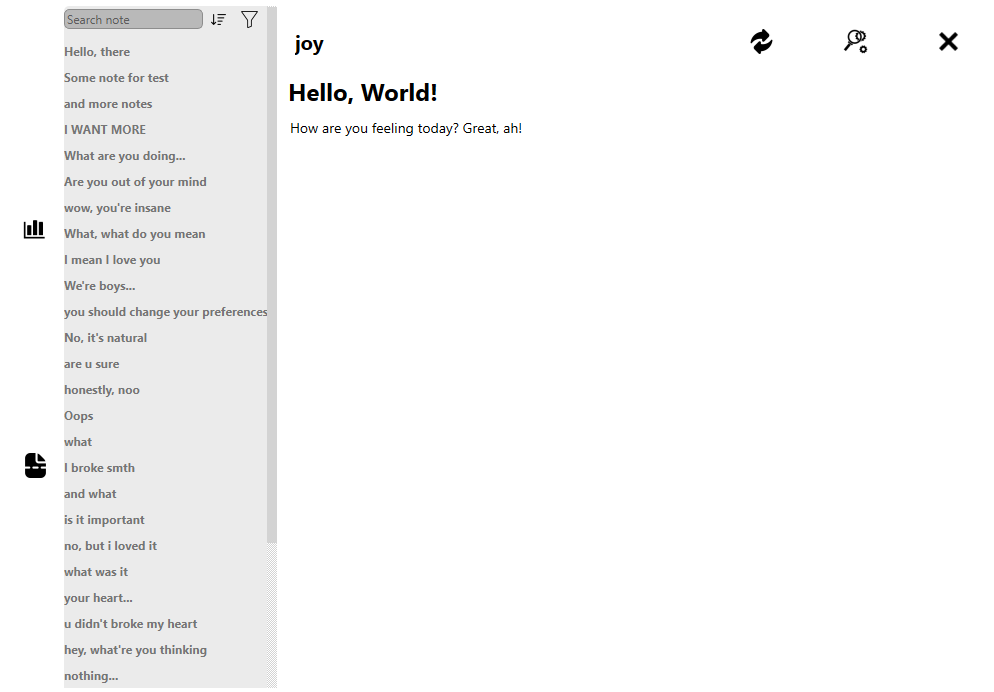 Search note
Hello, there
Some note for test
and more notes
I WANT MORE
What are you doing...
Are you out of your mind
wow, you're insane
What, what do you mean
I mean I love you
We're boys...
you should change your preferences
No, it's natural
are u sure
honestly, noo
Oops
what
I broke smth
and what
is it important
no, but i loved it
what was it
your heart...
u didn't broke my heart
hey, what're you thinking
nothing...
joy
Hello, World!
How are you feeling today? Great, ah!